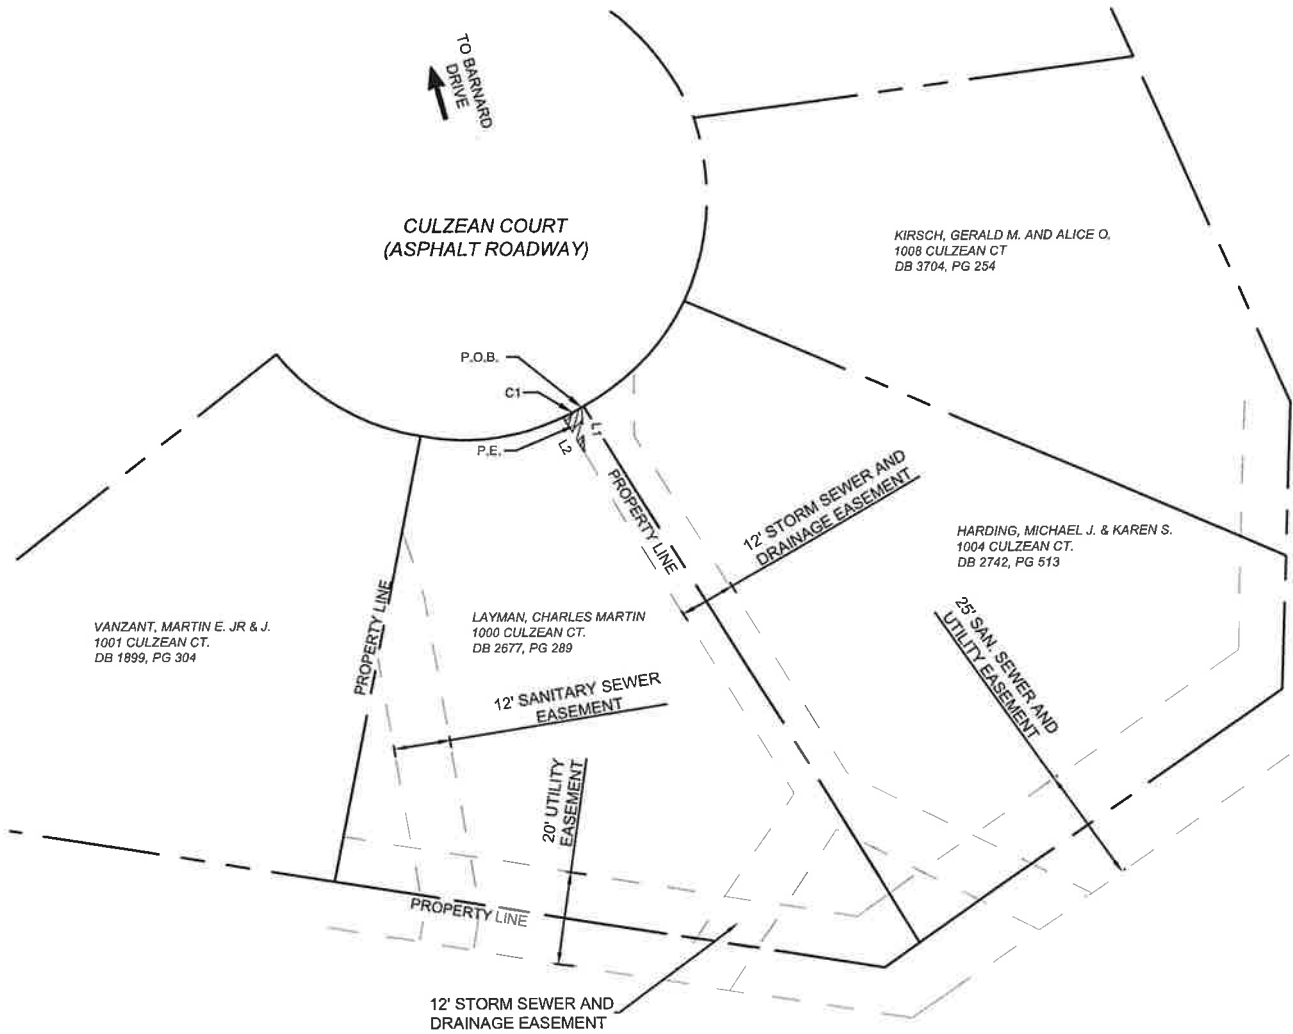 TO BARNARD
DRIVE
CULZEAN COURT
(ASPHALT ROADWAY)
KIRSCH, GERALD M. AND ALICE O.
1008 CULZEAN CT
DB 3704, PG 254
P.O.B.
C1
P.E.
L1
L2
PROPERTY LINE
12' STORM SEWER AND
DRAINAGE EASEMENT
HARDING, MICHAEL J. & KAREN S.
1004 CULZEAN CT.
DB 2742, PG 513
25' SAN. SEWER AND
UTILITY EASEMENT
VANZANT, MARTIN E. JR & J.
1001 CULZEAN CT.
DB 1899, PG 304
PROPERTY LINE
LAYMAN, CHARLES MARTIN
1000 CULZEAN CT.
DB 2677, PG 289
12' SANITARY SEWER
EASEMENT
20' UTILITY
EASEMENT
PROPERTY LINE
12' STORM SEWER AND
DRAINAGE EASEMENT